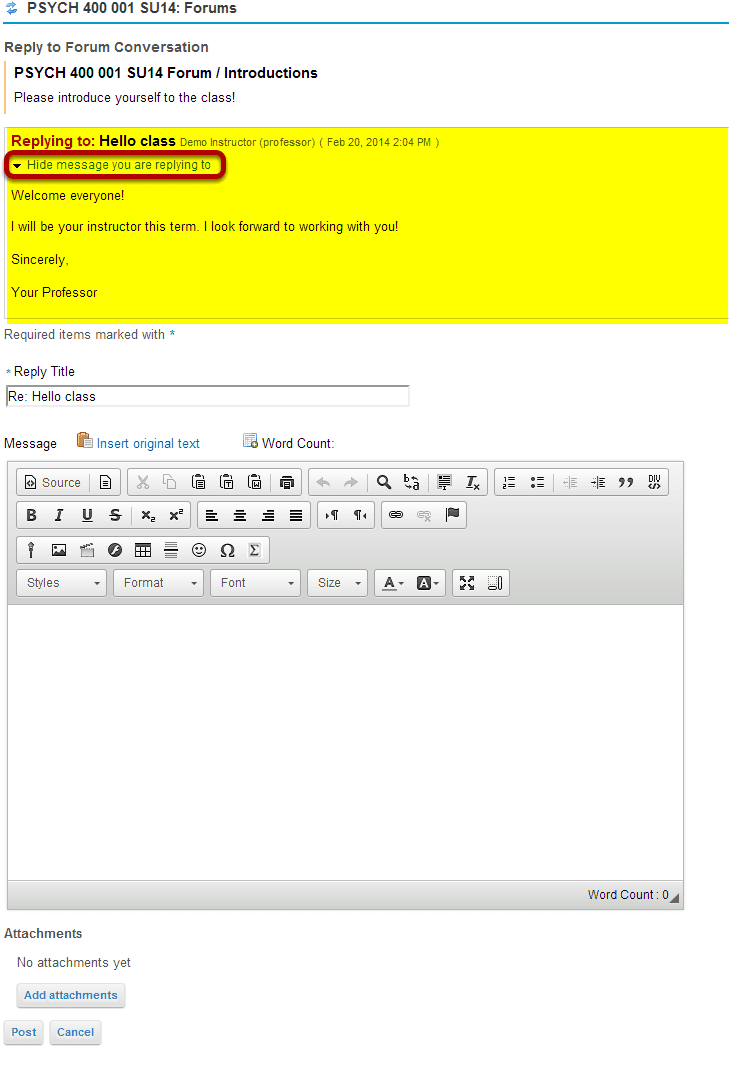 PSYCH 400 001 SU14: Forums
Reply to Forum Conversation
PSYCH 400 001 SU14 Forum / Introductions
Please introduce yourself to the class!
Replying to: Hello class Demo Instructor (professor) ( Feb 20, 2014 2:04 PM )
Hide message you are replying to
Welcome everyone!
I will be your instructor this term. I look forward to working with you!
Sincerely,
Your Professor
Required items marked with *
* Reply Title
Re: Hello class
Message Insert original text Word Count:
Source
B I U S x₂ x²
Ω Σ
Styles Format Font Size A A
Word Count : 0
Attachments
No attachments yet
Add attachments
Post Cancel